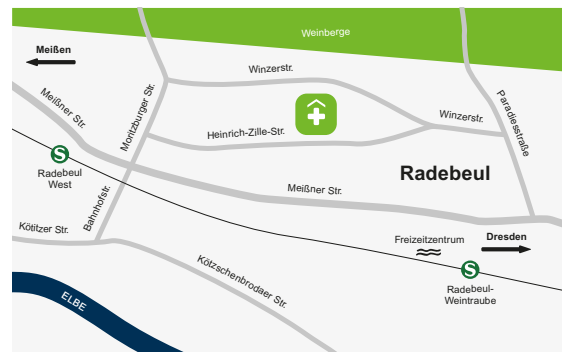 Weinberge
Meißen
Winzerstr.
Meißner Str.
Moritzburger Str.
Paradiesstraße
Winzerstr.
Heinrich-Zille-Str.
S
Radebeul
West
Radebeul
Meißner Str.
Bahnhofstr.
Kötitzer Str.
Freizeitzentrum
Dresden
Kötzschenbrodaer Str.
S
Radebeul-
Weintraube
ELBE